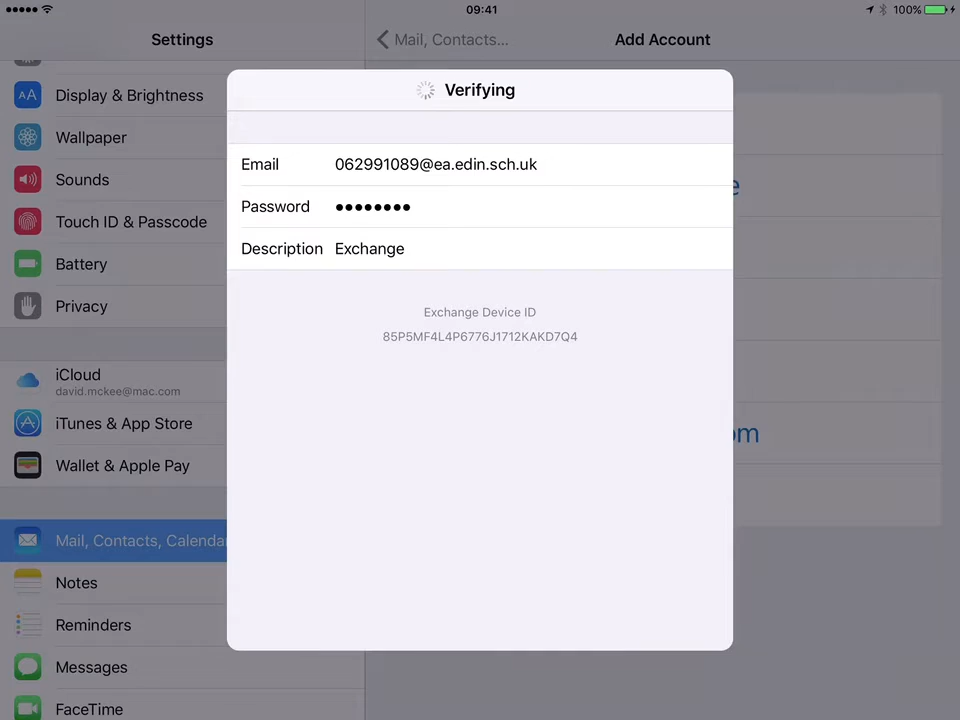 09:41
100%
Settings
Mail, Contacts...
Add Account
Display & Brightness
Wallpaper
Sounds
Touch ID & Passcode
Battery
Privacy
iCloud
david.mckee@mac.com
iTunes & App Store
Wallet & Apple Pay
Mail, Contacts, Calendar
Notes
Reminders
Messages
FaceTime
Verifying
Email 062991089@ea.edin.sch.uk
Password ●●●●●●●●
Description Exchange
Exchange Device ID
85P5MF4L4P6776J1712KAKD7Q4
e
om